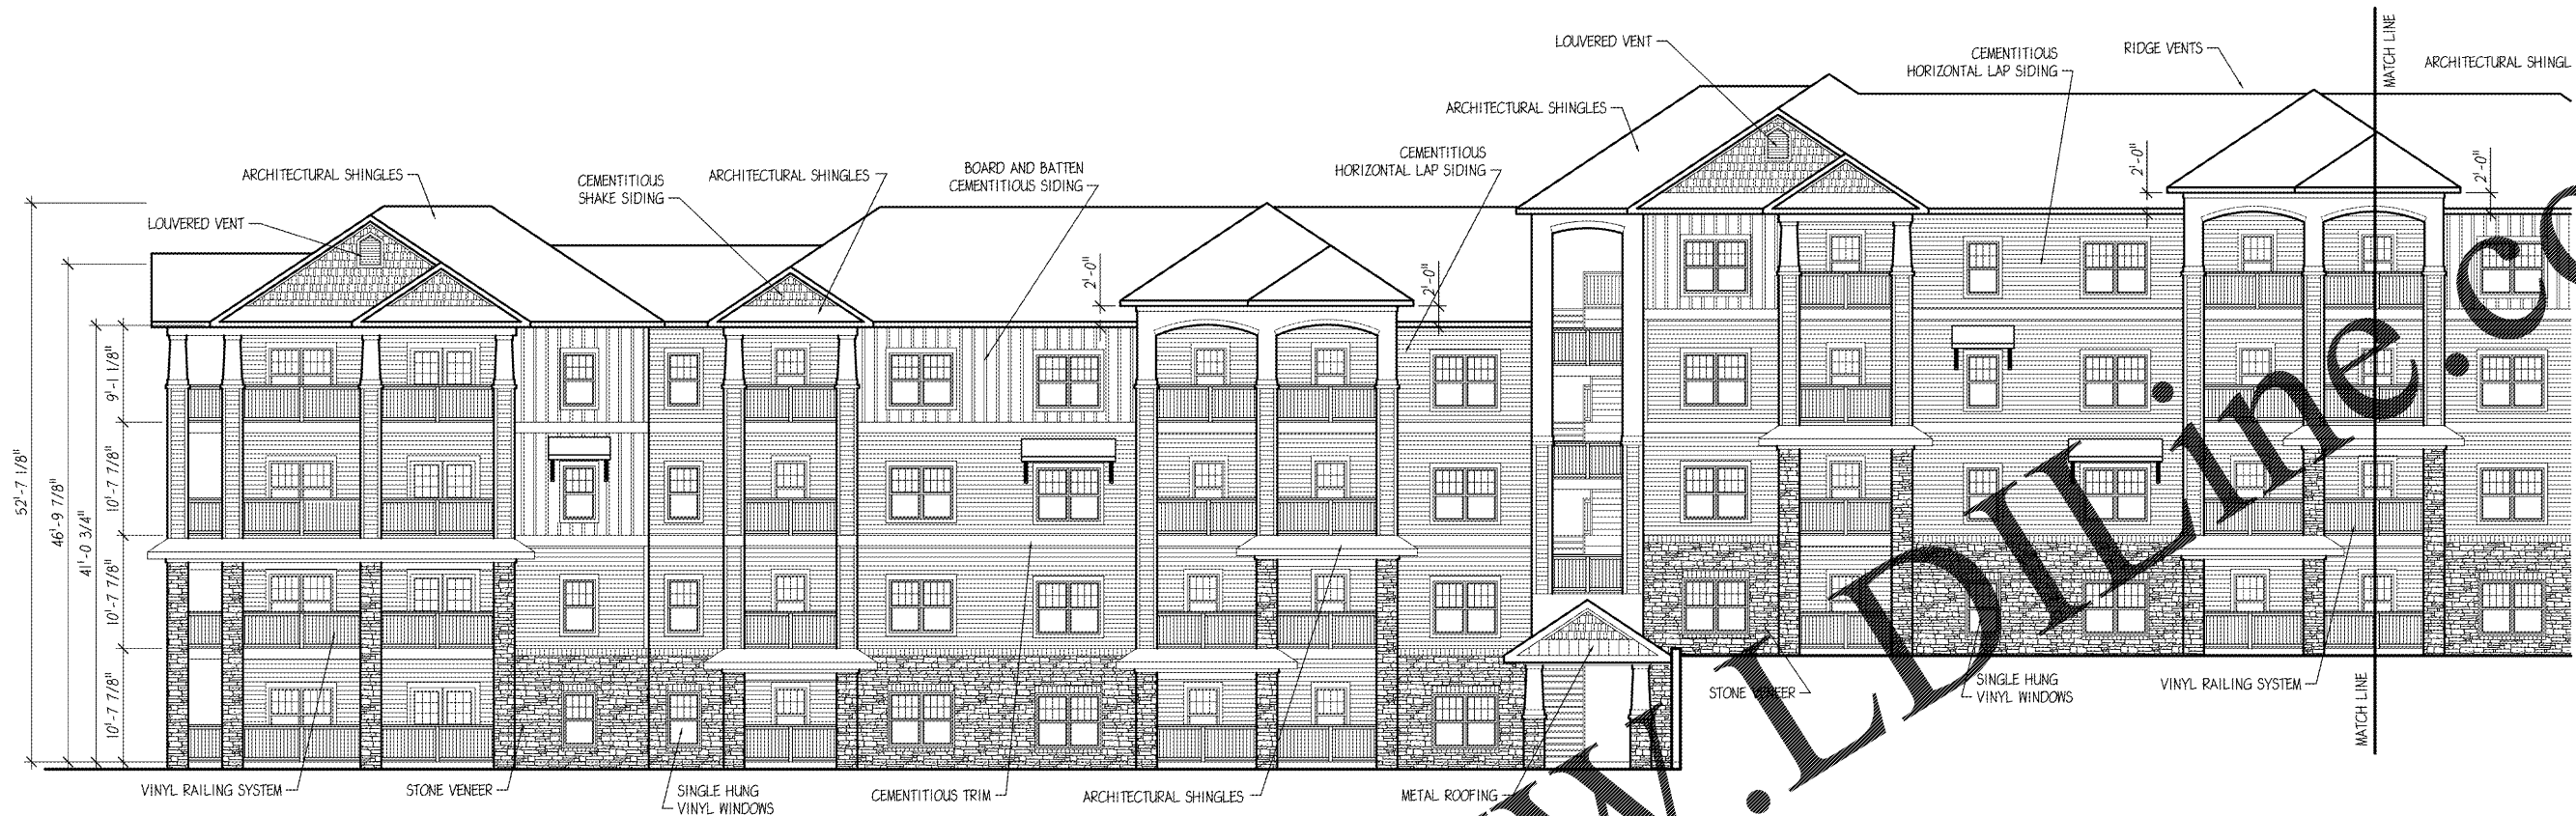 LOUVERED VENT
CEMENTITIOUS
HORIZONTAL LAP SIDING
RIDGE VENTS
MATCH LINE
ARCHITECTURAL SHINGL
ARCHITECTURAL SHINGLES
ARCHITECTURAL SHINGLES
CEMENTITIOUS
SHAKE SIDING
ARCHITECTURAL SHINGLES
BOARD AND BATTEN
CEMENTITIOUS SIDING
CEMENTITIOUS
HORIZONTAL LAP SIDING
LOUVERED VENT
2'-0"
2'-0"
2'-0"
2'-0"
52'-7 1/8"
46'-9 7/8"
41'-0 3/4"
9'-1 1/8"
10'-7 7/8"
10'-7 7/8"
10'-7 7/8"
STONE VENEER
SINGLE HUNG
VINYL WINDOWS
VINYL RAILING SYSTEM
MATCH LINE
VINYL RAILING SYSTEM
STONE VENEER
SINGLE HUNG
VINYL WINDOWS
CEMENTITIOUS TRIM
ARCHITECTURAL SHINGLES
METAL ROOFING
W.LDILine.co